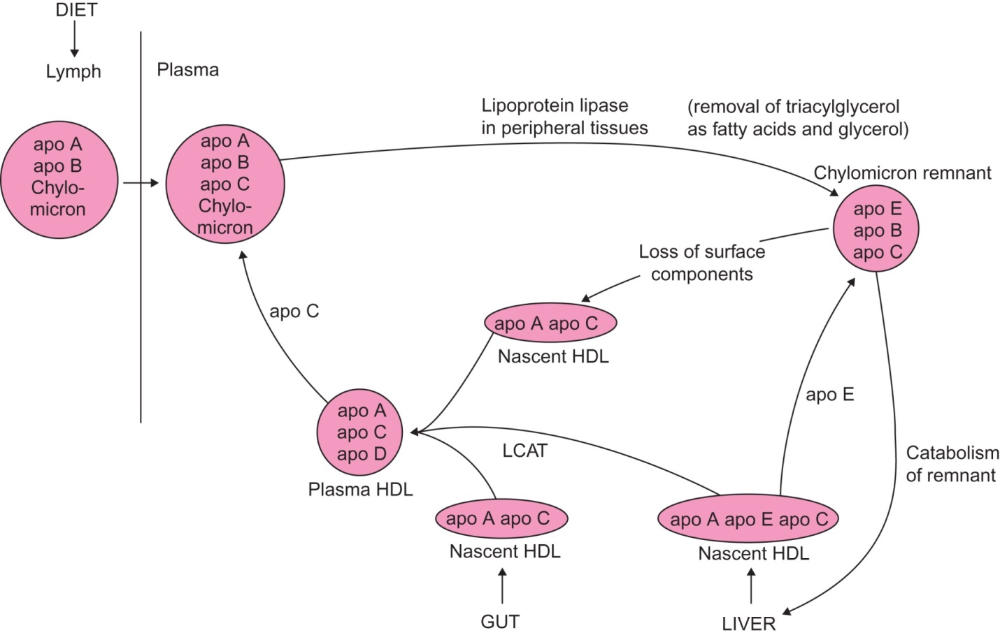 DIET
Lymph
Plasma
apo A
apo B
Chylo-
micron
apo A
apo B
apo C
Chylo-
micron
Lipoprotein lipase
in peripheral tissues
(removal of triacylglycerol
as fatty acids and glycerol)
Chylomicron remnant
apo E
apo B
apo C
Loss of surface
components
apo A apo C
Nascent HDL
apo C
apo E
apo A
apo C
apo D
Plasma HDL
LCAT
Catabolism
of remnant
apo A apo C
Nascent HDL
GUT
apo A apo E apo C
Nascent HDL
LIVER